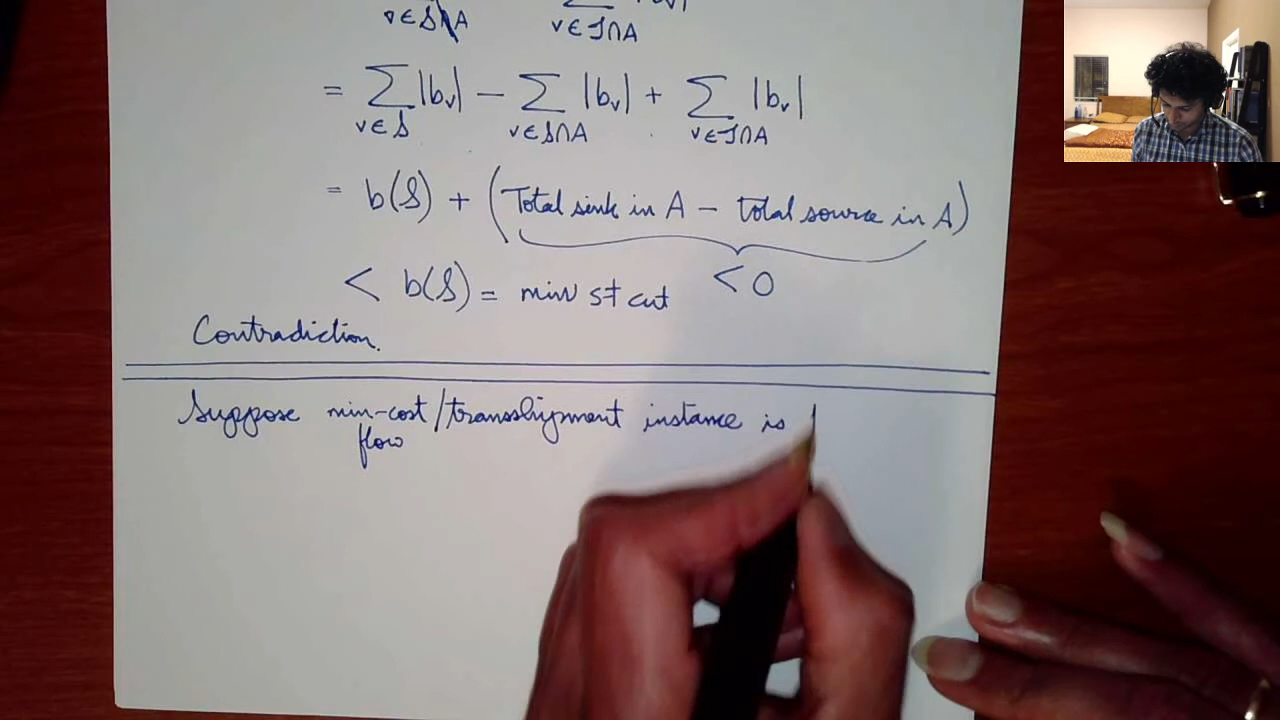 v∈S∩A v∈T∩A
= ∑ |b_v| − ∑ |b_v| + ∑ |b_v|
v∈S v∈S∩A v∈T∩A
= b(S) + (Total sink in A − total source in A)
< b(S) = min st cut < 0
Contradiction.
Suppose min-cost/transshipment instance is
flow